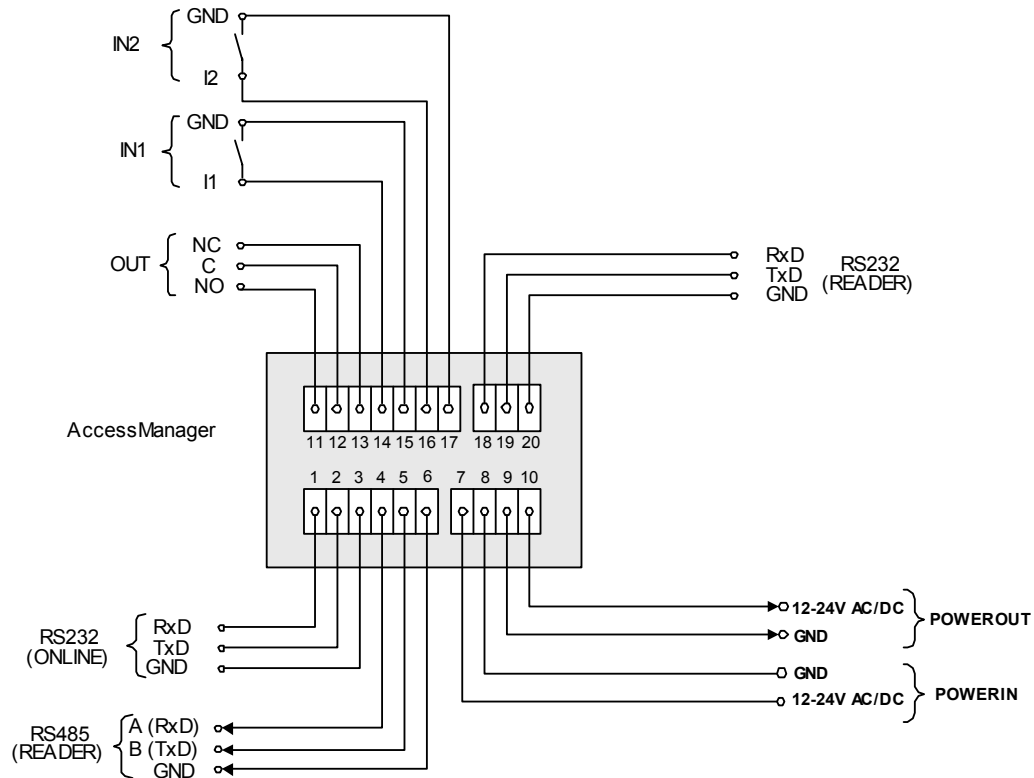 GND
IN2
I2
GND
IN1
I1
NC
OUT
C
NO
RxD
TxD
RS232
GND
(READER)
AccessManager
11 12 13 14 15 16 17 18 19 20
1 2 3 4 5 6 7 8 9 10
12-24V AC/DC
POWEROUT
GND
GND
12-24V AC/DC
POWERIN
RS232
(ONLINE)
RxD
TxD
GND
RS485
(READER)
A (RxD)
B (TxD)
GND